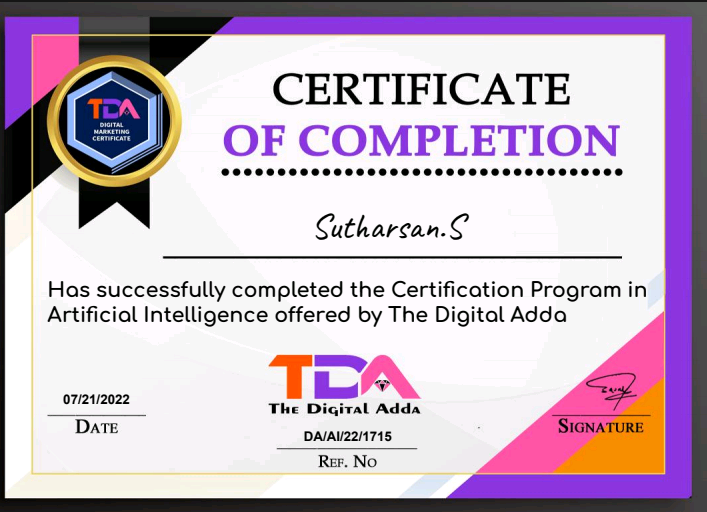 TDA
DIGITAL
MARKETING
CERTIFICATE
CERTIFICATE
OF COMPLETION
Sutharsan.S
Has successfully completed the Certification Program in
Artificial Intelligence offered by The Digital Adda
TDA
The Digital Adda
07/21/2022
DATE
DA/AI/22/1715
REF. NO
SIGNATURE